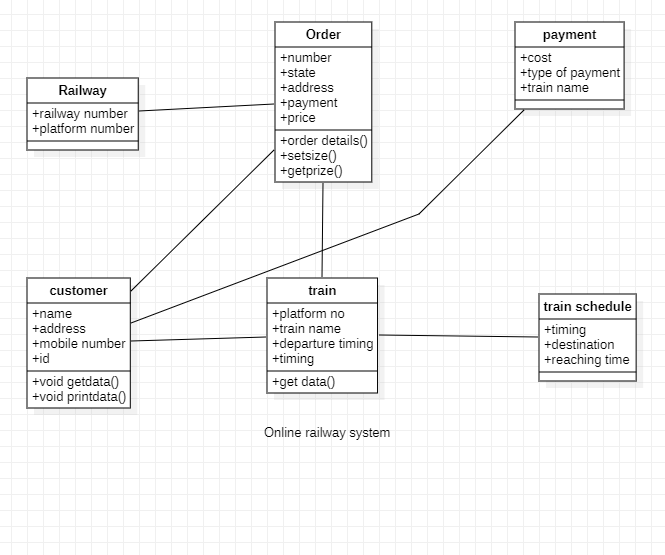 Order
+number
+state
+address
+payment
+price
+order details()
+setsize()
+getprize()
payment
+cost
+type of payment
+train name
Railway
+railway number
+platform number
customer
+name
+address
+mobile number
+id
+void getdata()
+void printdata()
train
+platform no
+train name
+departure timing
+timing
+get data()
train schedule
+timing
+destination
+reaching time
Online railway system